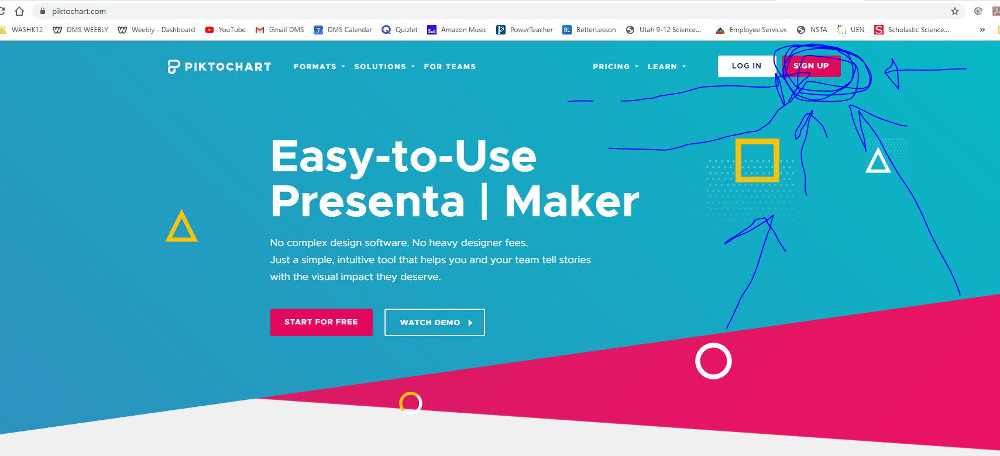 piktochart.com
WASHK12 DMS WEEBLY Weebly - Dashboard YouTube Gmail DMS 7 DMS Calendar Quizlet Amazon Music PowerTeacher BL BetterLesson Utah 9-12 Science... Employee Services NSTA UEN S Scholastic Science... »
PIKTOCHART FORMATS SOLUTIONS FOR TEAMS PRICING LEARN LOG IN SIGN UP
Easy-to-Use
Presenta | Maker
No complex design software. No heavy designer fees.
Just a simple, intuitive tool that helps you and your team tell stories
with the visual impact they deserve.
START FOR FREE WATCH DEMO